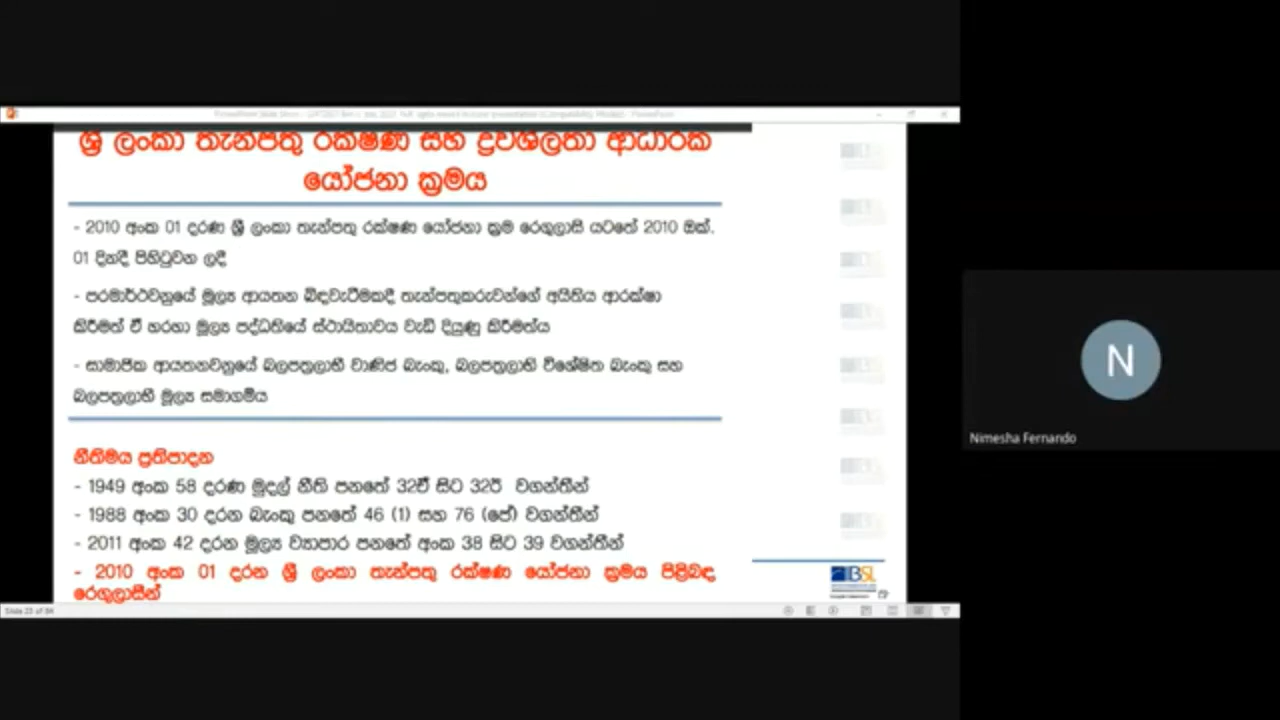 ශ්‍රී ලංකා තැන්පතු රක්ෂණ සහ ද්‍රවශීලතා ආධාරක
යෝජනා ක්‍රමය
- 2010 අංක 01 දරණ ශ්‍රී ලංකා තැන්පතු රක්ෂණ යෝජනා ක්‍රම රෙගුලාසි යටතේ 2010 ඔක්.
01 දිනදී පිහිටුවන ලදී
- පරමාර්ථවනුයේ මූල්‍ය ආයතන බිඳවැටීමකදී තැන්පතුකරුවන්ගේ අයිතිය ආරක්ෂා
කිරීමත් ඒ හරහා මූල්‍ය පද්ධතියේ ස්ථායිතාවය වැඩි දියුණු කිරීමත්ය
- සාමාජික ආයතනවනුයේ බලපත්‍රලාභී වාණිජ බැංකු, බලපත්‍රලාභී විශේෂිත බැංකු සහ
බලපත්‍රලාභී මූල්‍ය සමාගම්ය
නීතිමය ප්‍රතිපාදන
- 1949 අංක 58 දරණ මුදල් නීති පනතේ 32ඒ සිට 32ඊ වගන්තීන්
- 1988 අංක 30 දරන බැංකු පනතේ 46 (1) සහ 76 (ජේ) වගන්තීන්
- 2011 අංක 42 දරන මූල්‍ය ව්‍යාපාර පනතේ අංක 38 සිට 39 වගන්තීන්
- 2010 අංක 01 දරන ශ්‍රී ලංකා තැන්පතු රක්ෂණ යෝජනා ක්‍රමය පිළිබඳ
රෙගුලාසීන්
IBSL
N
Nimesha Fernando